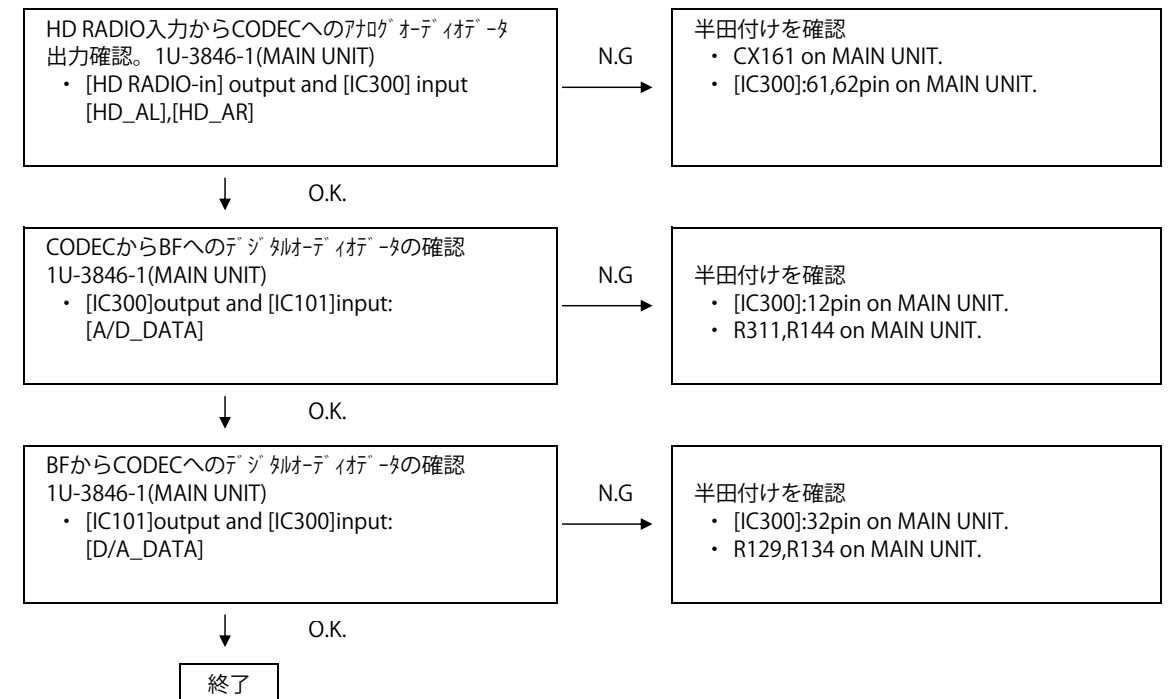 HD RADIO入力からCODECへのｱﾅﾛｸﾞｵｰﾃﾞｨｵﾃﾞｰﾀ
出力確認。1U-3846-1(MAIN UNIT)
・ [HD RADIO-in] output and [IC300] input
[HD_AL],[HD_AR]
N.G
半田付けを確認
・ CX161 on MAIN UNIT.
・ [IC300]:61,62pin on MAIN UNIT.
O.K.
CODECからBFへのﾃﾞｼﾞﾀﾙｵｰﾃﾞｨｵﾃﾞｰﾀの確認
1U-3846-1(MAIN UNIT)
・ [IC300]output and [IC101]input:
[A/D_DATA]
N.G
半田付けを確認
・ [IC300]:12pin on MAIN UNIT.
・ R311,R144 on MAIN UNIT.
O.K.
BFからCODECへのﾃﾞｼﾞﾀﾙｵｰﾃﾞｨｵﾃﾞｰﾀの確認
1U-3846-1(MAIN UNIT)
・ [IC101]output and [IC300]input:
[D/A_DATA]
N.G
半田付けを確認
・ [IC300]:32pin on MAIN UNIT.
・ R129,R134 on MAIN UNIT.
O.K.
終了